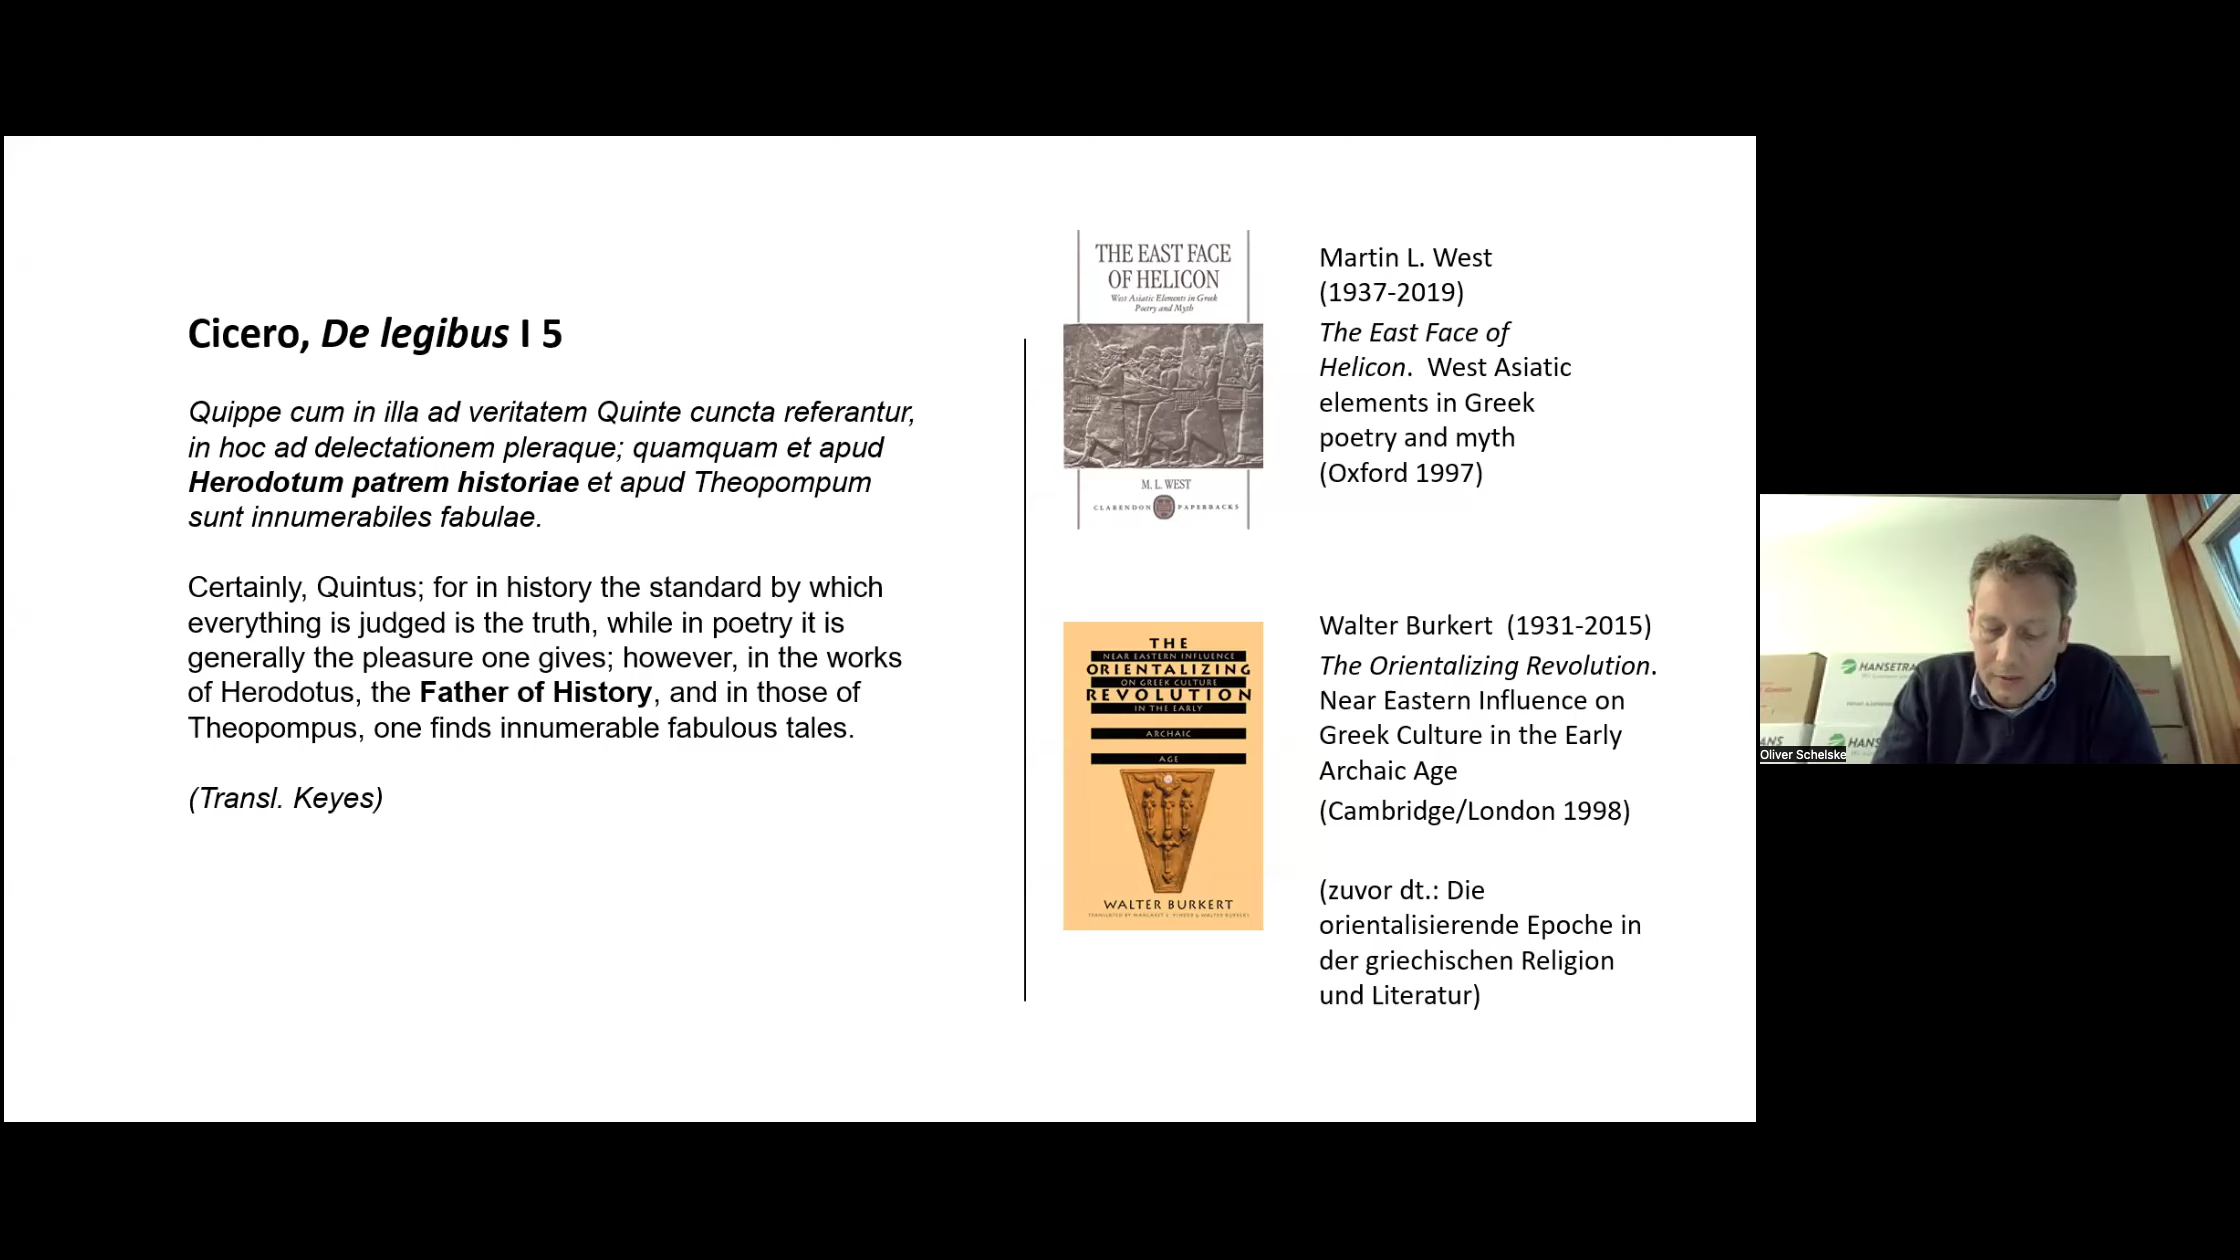 Cicero, De legibus I 5
Quippe cum in illa ad veritatem Quinte cuncta referantur,
in hoc ad delectationem pleraque; quamquam et apud
Herodotum patrem historiae et apud Theopompum
sunt innumerabiles fabulae.
Certainly, Quintus; for in history the standard by which
everything is judged is the truth, while in poetry it is
generally the pleasure one gives; however, in the works
of Herodotus, the Father of History, and in those of
Theopompus, one finds innumerable fabulous tales.
(Transl. Keyes)
THE EAST FACE
OF HELICON
West Asiatic Elements in Greek
Poetry and Myth
M. L. WEST
CLARENDON PAPERBACKS
Martin L. West
(1937-2019)
The East Face of
Helicon.  West Asiatic
elements in Greek
poetry and myth
(Oxford 1997)
THE
NEAR EASTERN INFLUENCE
ORIENTALIZING
ON GREEK CULTURE
REVOLUTION
IN THE EARLY
ARCHAIC
AGE
WALTER BURKERT
TRANSLATED BY MARGARET E. PINDER & WALTER BURKERT
Walter Burkert  (1931-2015)
The Orientalizing Revolution.
Near Eastern Influence on
Greek Culture in the Early
Archaic Age
(Cambridge/London 1998)
(zuvor dt.: Die
orientalisierende Epoche in
der griechischen Religion
und Literatur)
HANSETRA
ANS
HANS
Oliver Schelske